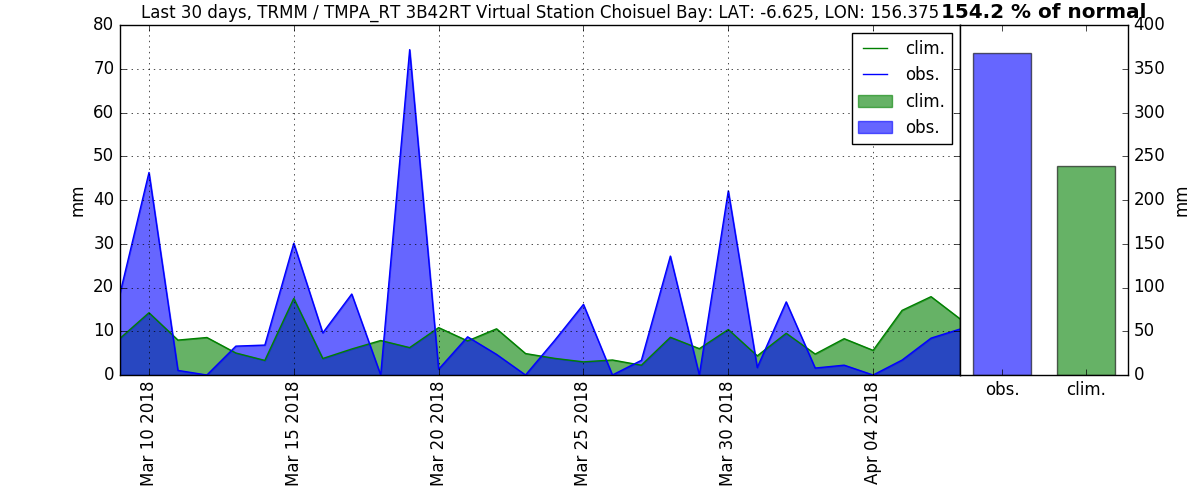 Last 30 days, TRMM / TMPA_RT 3B42RT Virtual Station Choisuel Bay: LAT: -6.625, LON: 156.375
154.2 % of normal
80
70
60
50
40
30
20
10
0
mm
clim.
obs.
clim.
obs.
400
350
300
250
200
150
100
50
0
mm
Mar 10 2018
Mar 15 2018
Mar 20 2018
Mar 25 2018
Mar 30 2018
Apr 04 2018
obs.
clim.